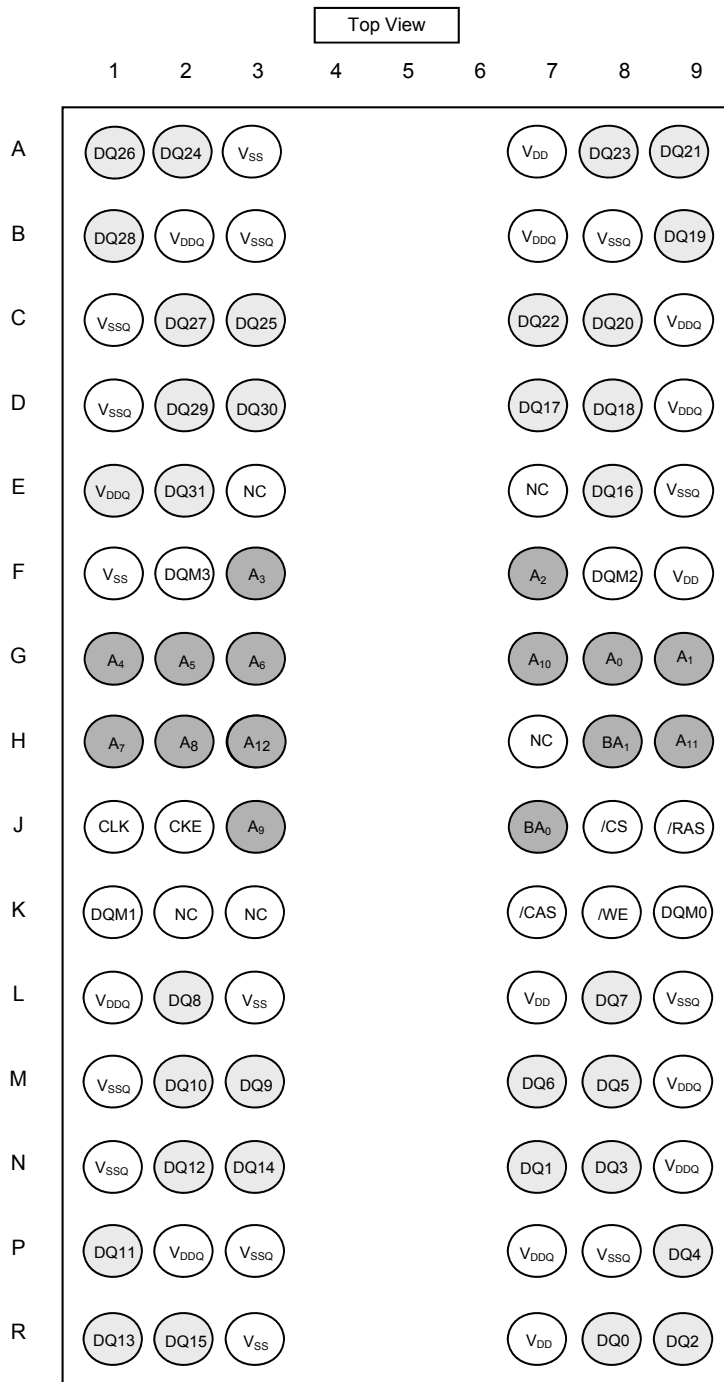 Top View
1 2 3 4 5 6 7 8 9
A DQ26 DQ24 VSS VDD DQ23 DQ21
B DQ28 VDDQ VSSQ VDDQ VSSQ DQ19
C VSSQ DQ27 DQ25 DQ22 DQ20 VDDQ
D VSSQ DQ29 DQ30 DQ17 DQ18 VDDQ
E VDDQ DQ31 NC NC DQ16 VSSQ
F VSS DQM3 A3 A2 DQM2 VDD
G A4 A5 A6 A10 A0 A1
H A7 A8 A12 NC BA1 A11
J CLK CKE A9 BA0 /CS /RAS
K DQM1 NC NC /CAS /WE DQM0
L VDDQ DQ8 VSS VDD DQ7 VSSQ
M VSSQ DQ10 DQ9 DQ6 DQ5 VDDQ
N VSSQ DQ12 DQ14 DQ1 DQ3 VDDQ
P DQ11 VDDQ VSSQ VDDQ VSSQ DQ4
R DQ13 DQ15 VSS VDD DQ0 DQ2